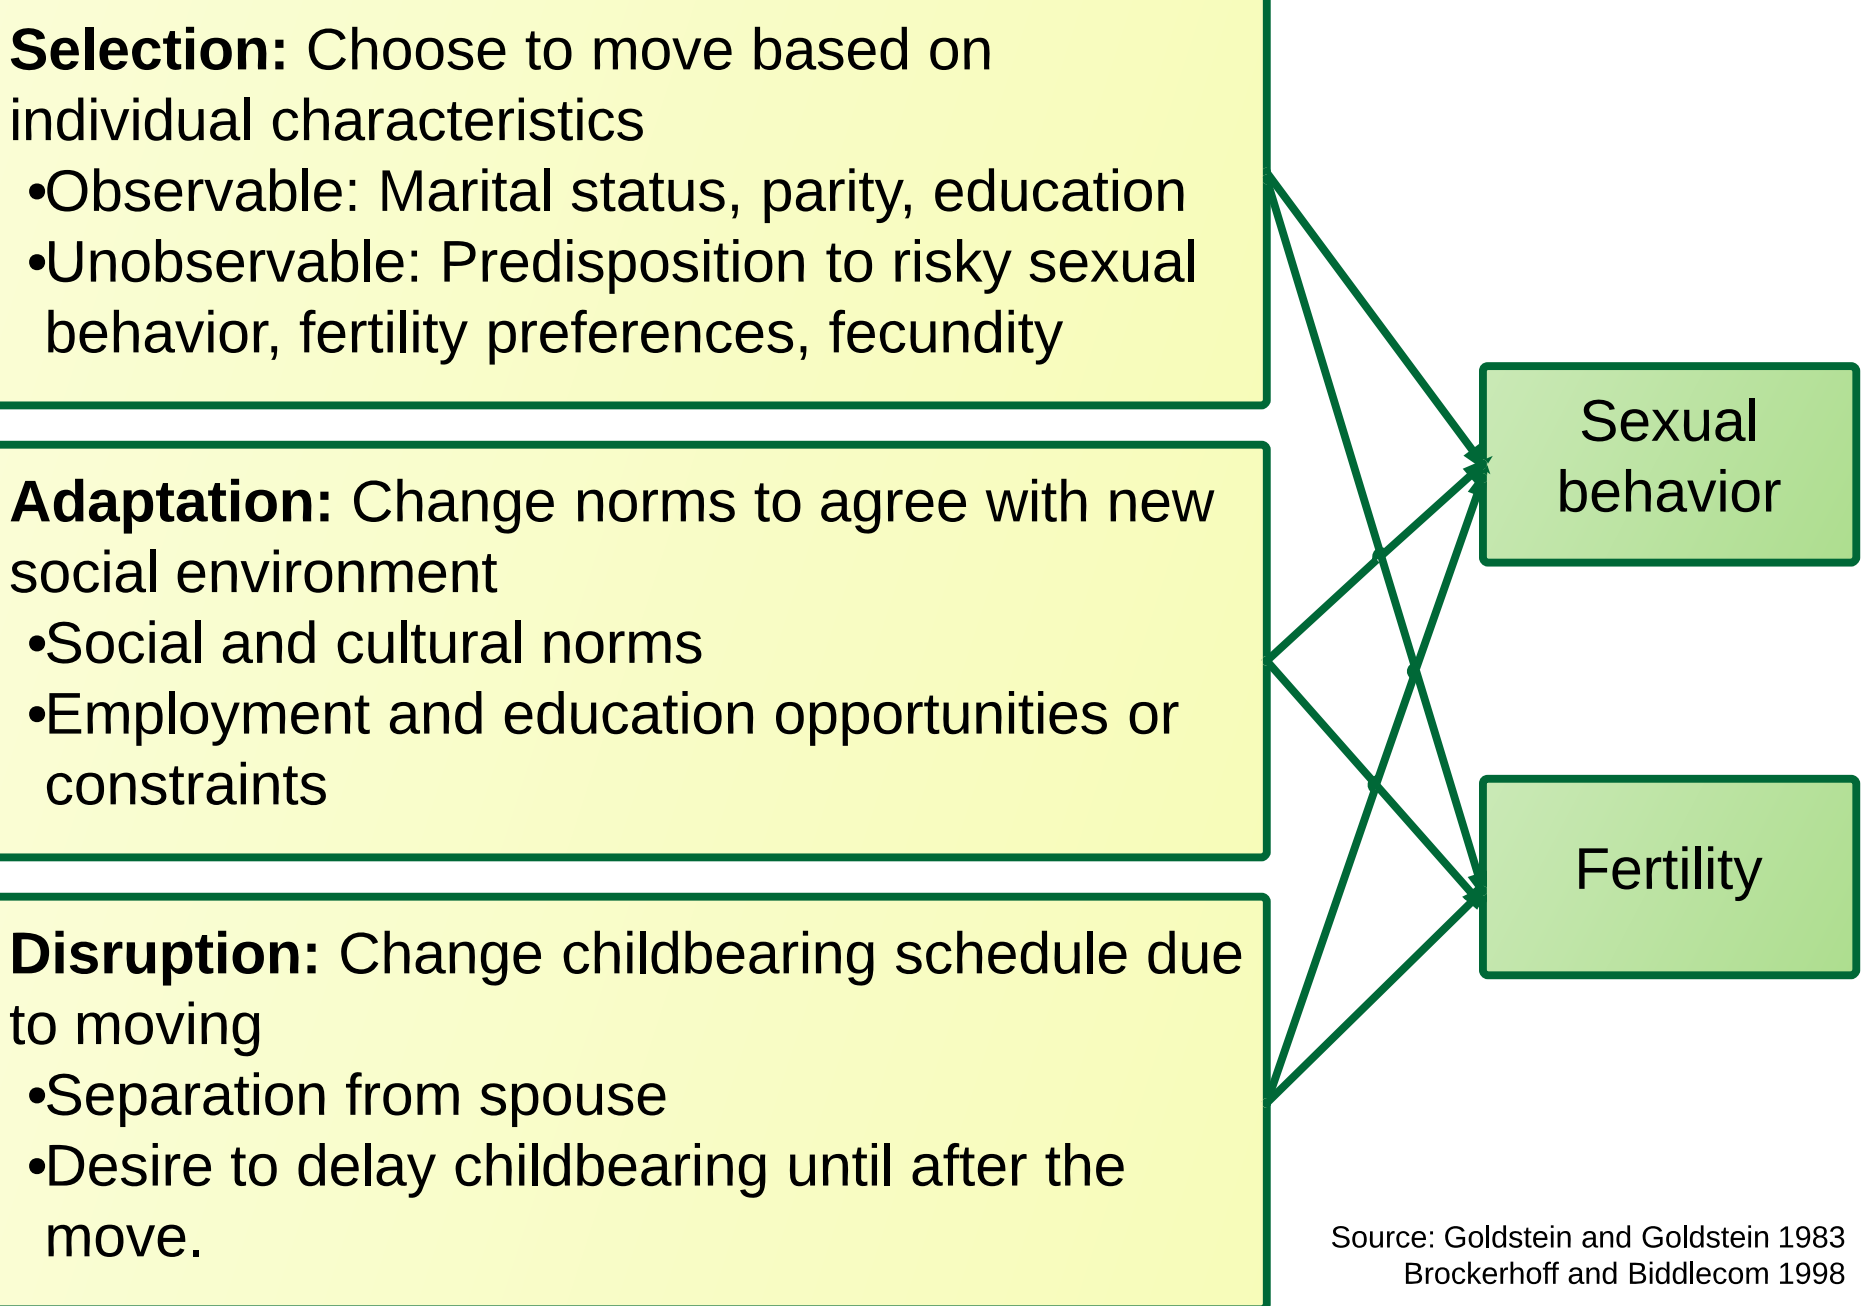 Selection: Choose to move based on
individual characteristics
•Observable: Marital status, parity, education
•Unobservable: Predisposition to risky sexual
behavior, fertility preferences, fecundity
Adaptation: Change norms to agree with new
social environment
•Social and cultural norms
•Employment and education opportunities or
constraints
Disruption: Change childbearing schedule due
to moving
•Separation from spouse
•Desire to delay childbearing until after the
move.
Sexual
behavior
Fertility
Source: Goldstein and Goldstein 1983
Brockerhoff and Biddlecom 1998